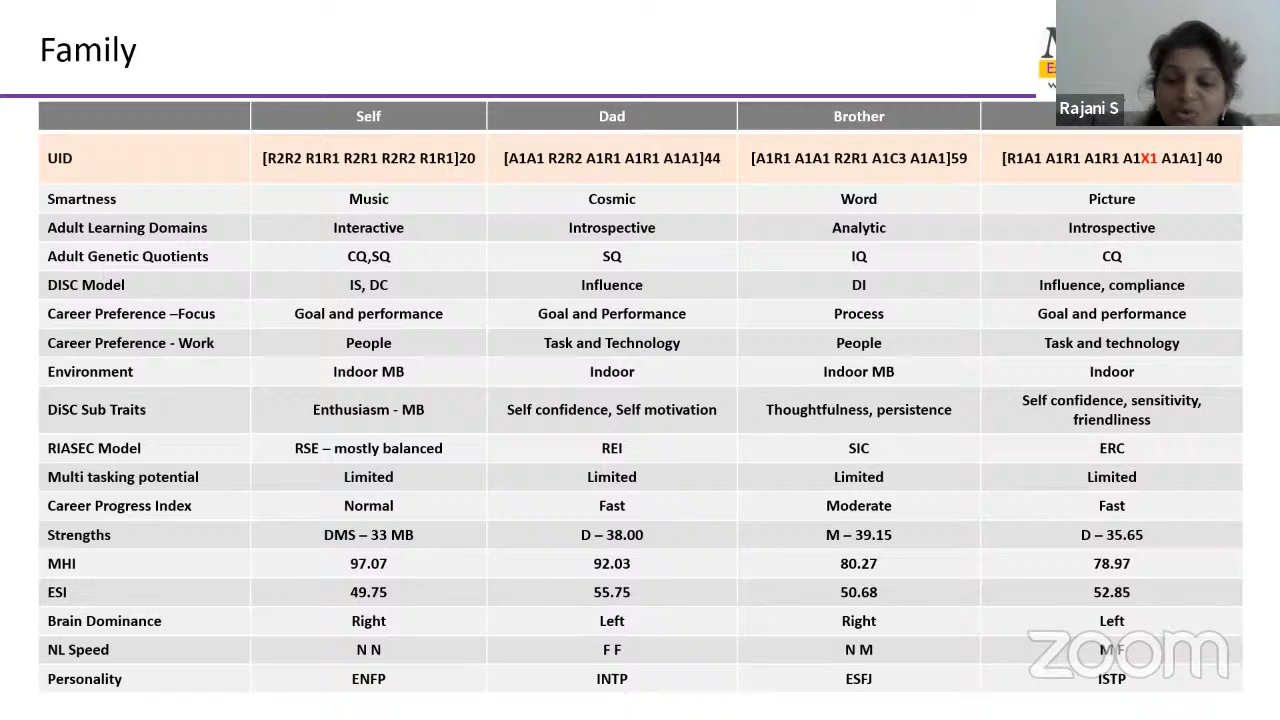 Family
Rajani S
Self Dad Brother
UID [R2R2 R1R1 R2R1 R2R2 R1R1]20 [A1A1 R2R2 A1R1 A1R1 A1A1]44 [A1R1 A1A1 R2R1 A1C3 A1A1]59 [R1A1 A1R1 A1R1 A1X1 A1A1] 40
Smartness Music Cosmic Word Picture
Adult Learning Domains Interactive Introspective Analytic Introspective
Adult Genetic Quotients CQ,SQ SQ IQ CQ
DISC Model IS, DC Influence DI Influence, compliance
Career Preference –Focus Goal and performance Goal and Performance Process Goal and performance
Career Preference - Work People Task and Technology People Task and technology
Environment Indoor MB Indoor Indoor MB Indoor
DiSC Sub Traits Enthusiasm - MB Self confidence, Self motivation Thoughtfulness, persistence Self confidence, sensitivity,
friendliness
RIASEC Model RSE – mostly balanced REI SIC ERC
Multi tasking potential Limited Limited Limited Limited
Career Progress Index Normal Fast Moderate Fast
Strengths DMS – 33 MB D – 38.00 M – 39.15 D – 35.65
MHI 97.07 92.03 80.27 78.97
ESI 49.75 55.75 50.68 52.85
Brain Dominance Right Left Right Left
NL Speed N N F F N M M F
Personality ENFP INTP ESFJ ISTP
zoom